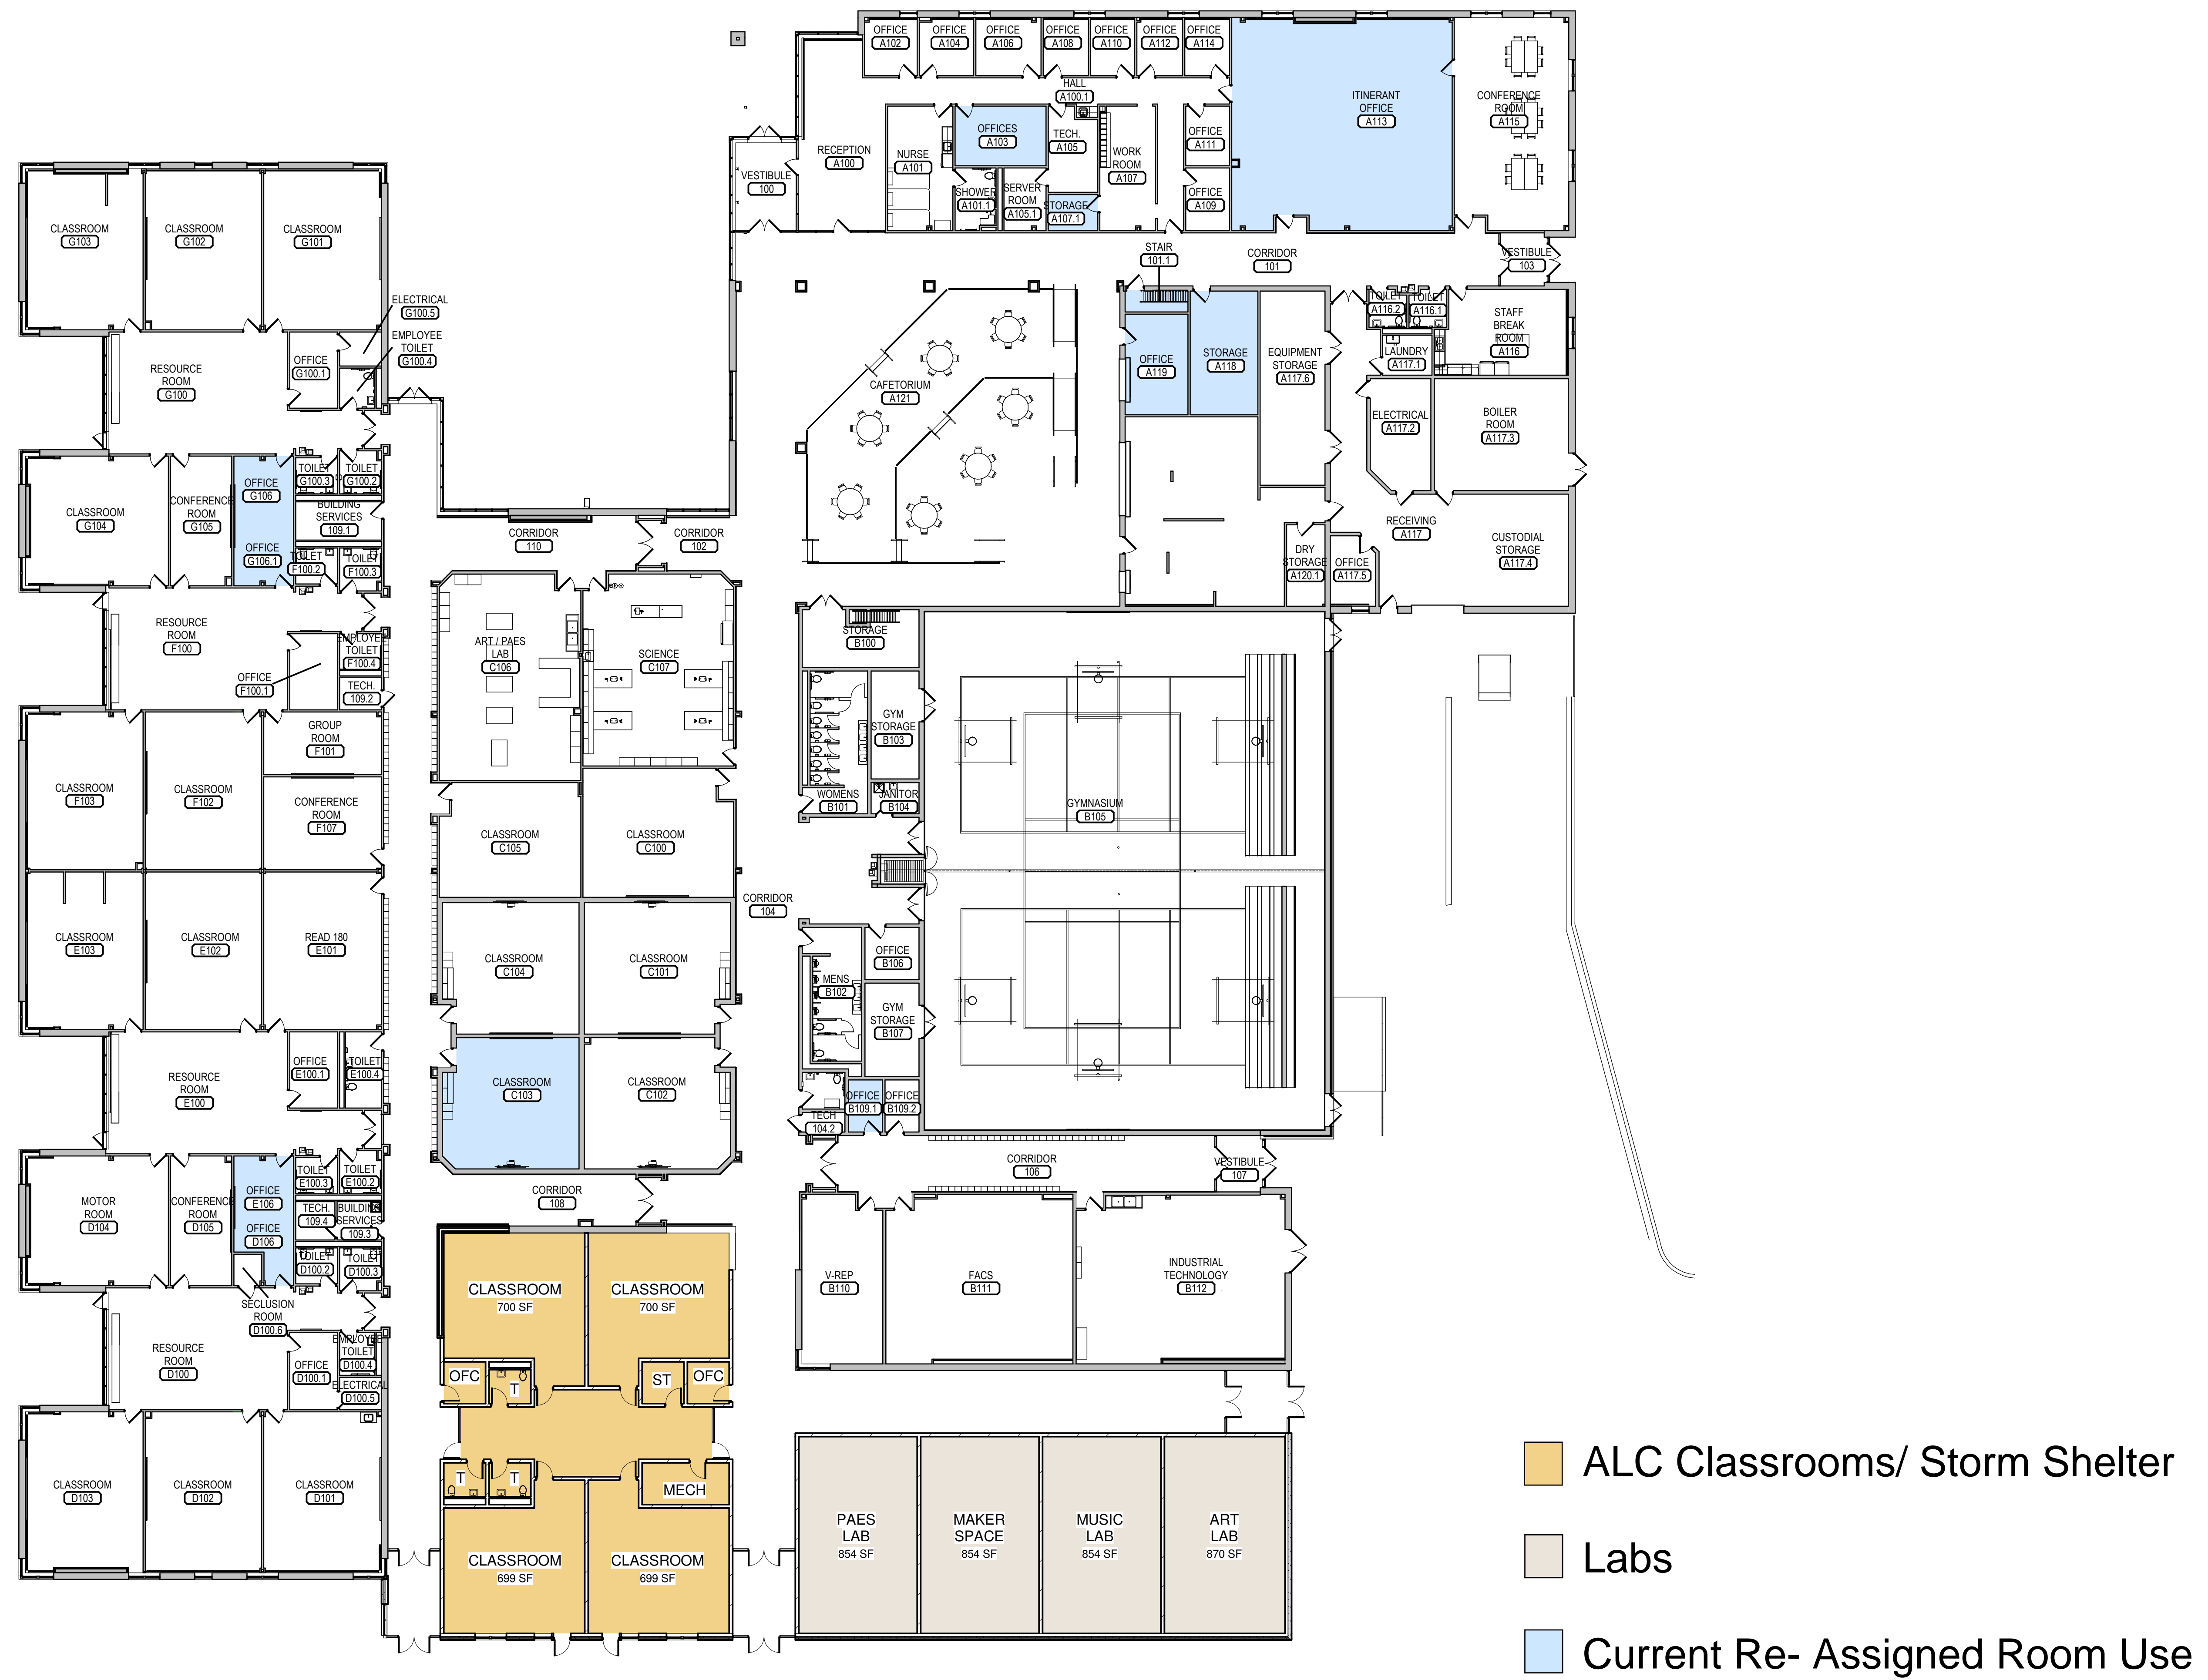 OFFICE
A102
OFFICE
A104
OFFICE
A106
OFFICE
A108
OFFICE
A110
OFFICE
A112
OFFICE
A114
HALL
A100.1
ITINERANT
OFFICE
A113
CONFERENCE
ROOM
A115
RECEPTION
A100
NURSE
A101
OFFICES
A103
TECH.
A105
WORK
ROOM
A107
OFFICE
A111
OFFICE
A109
VESTIBULE
100
SHOWER
A101.1
SERVER
ROOM
A105.1
STORAGE
A107.1
STAIR
101.1
CORRIDOR
101
VESTIBULE
103
CLASSROOM
G103
CLASSROOM
G102
CLASSROOM
G101
ELECTRICAL
G100.5
EMPLOYEE
TOILET
G100.4
OFFICE
G100.1
RESOURCE
ROOM
G100
CAFETORIUM
A121
OFFICE
A119
STORAGE
A118
EQUIPMENT
STORAGE
A117.6
TOILET
A116.2
TOILET
A116.1
STAFF
BREAK
ROOM
A116
LAUNDRY
A117.1
ELECTRICAL
A117.2
BOILER
ROOM
A117.3
RECEIVING
A117
CUSTODIAL
STORAGE
A117.4
DRY
STORAGE
A120.1
OFFICE
A117.5
CLASSROOM
G104
CONFERENCE
ROOM
G105
OFFICE
G106
OFFICE
G106.1
TOILET
G100.3
TOILET
G100.2
BUILDING
SERVICES
109.1
TOILET
F100.2
TOILET
F100.3
CORRIDOR
110
CORRIDOR
102
RESOURCE
ROOM
F100
OFFICE
F100.1
EMPLOYEE
TOILET
F100.4
TECH.
109.2
ART / PAES
LAB
C106
SCIENCE
C107
STORAGE
B100
GYM
STORAGE
B103
WOMENS
B101
JANITOR
B104
GYMNASIUM
B105
CLASSROOM
F103
CLASSROOM
F102
GROUP
ROOM
F101
CONFERENCE
ROOM
F107
CLASSROOM
C105
CLASSROOM
C100
CORRIDOR
104
CLASSROOM
E103
CLASSROOM
E102
READ 180
E101
CLASSROOM
C104
CLASSROOM
C101
OFFICE
B106
MENS
B102
GYM
STORAGE
B107
RESOURCE
ROOM
E100
OFFICE
E100.1
TOILET
E100.4
CLASSROOM
C103
CLASSROOM
C102
TECH
104.2
OFFICE
B109.1
OFFICE
B109.2
MOTOR
ROOM
D104
CONFERENCE
ROOM
D105
OFFICE
E106
OFFICE
D106
TOILET
E100.3
TOILET
E100.2
TECH.
109.4
BUILDING
SERVICES
109.3
TOILET
D100.2
TOILET
D100.3
CORRIDOR
108
CORRIDOR
106
VESTIBULE
107
V-REP
B110
FACS
B111
INDUSTRIAL
TECHNOLOGY
B112
SECLUSION
ROOM
D100.6
RESOURCE
ROOM
D100
OFFICE
D100.1
EMPLOYEE
TOILET
D100.4
ELECTRICAL
D100.5
CLASSROOM
700 SF
CLASSROOM
700 SF
OFC
T
ST
OFC
T
T
MECH
CLASSROOM
D103
CLASSROOM
D102
CLASSROOM
D101
CLASSROOM
699 SF
CLASSROOM
699 SF
PAES
LAB
854 SF
MAKER
SPACE
854 SF
MUSIC
LAB
854 SF
ART
LAB
870 SF
ALC Classrooms/ Storm Shelter
Labs
Current Re- Assigned Room Use